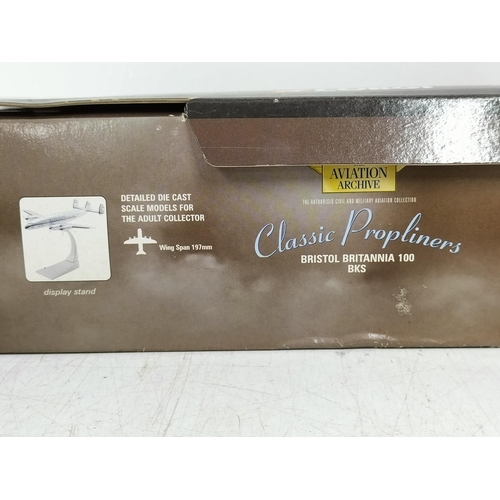 AVIATION
ARCHIVE
THE AUTHORISED CIVIL AND MILITARY AVIATION COLLECTION
Classic Propliners
BRISTOL BRITANNIA 100
BKS
DETAILED DIE CAST
SCALE MODELS FOR
THE ADULT COLLECTOR
Wing Span 197mm
display stand